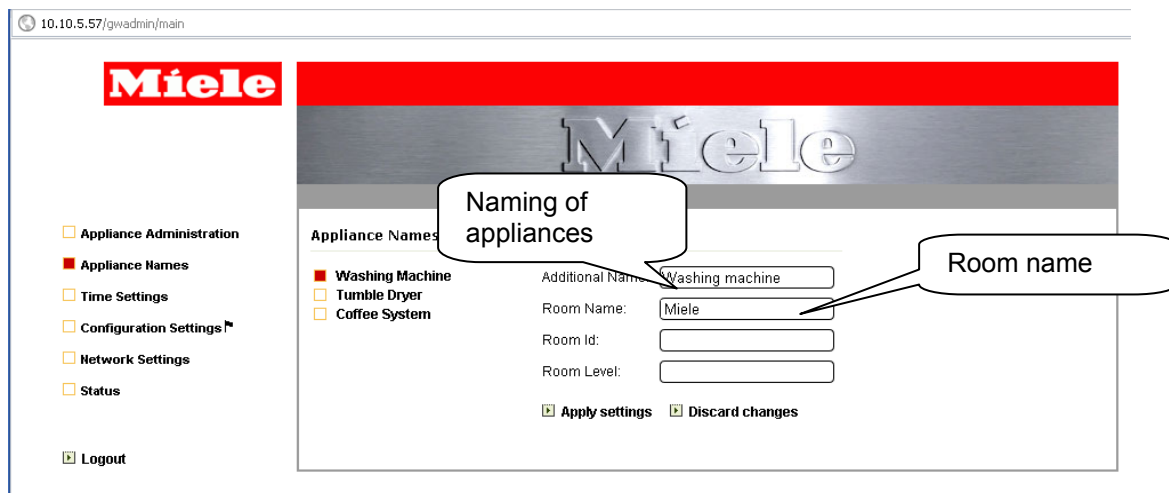 10.10.5.57/gwadmin/main
Miele
Miele
Naming of
appliances
Room name
Appliance Administration
Appliance Names
Time Settings
Configuration Settings
Network Settings
Status
Logout
Appliance Names
Washing Machine
Tumble Dryer
Coffee System
Additional Name Washing machine
Room Name: Miele
Room Id:
Room Level:
Apply settings Discard changes